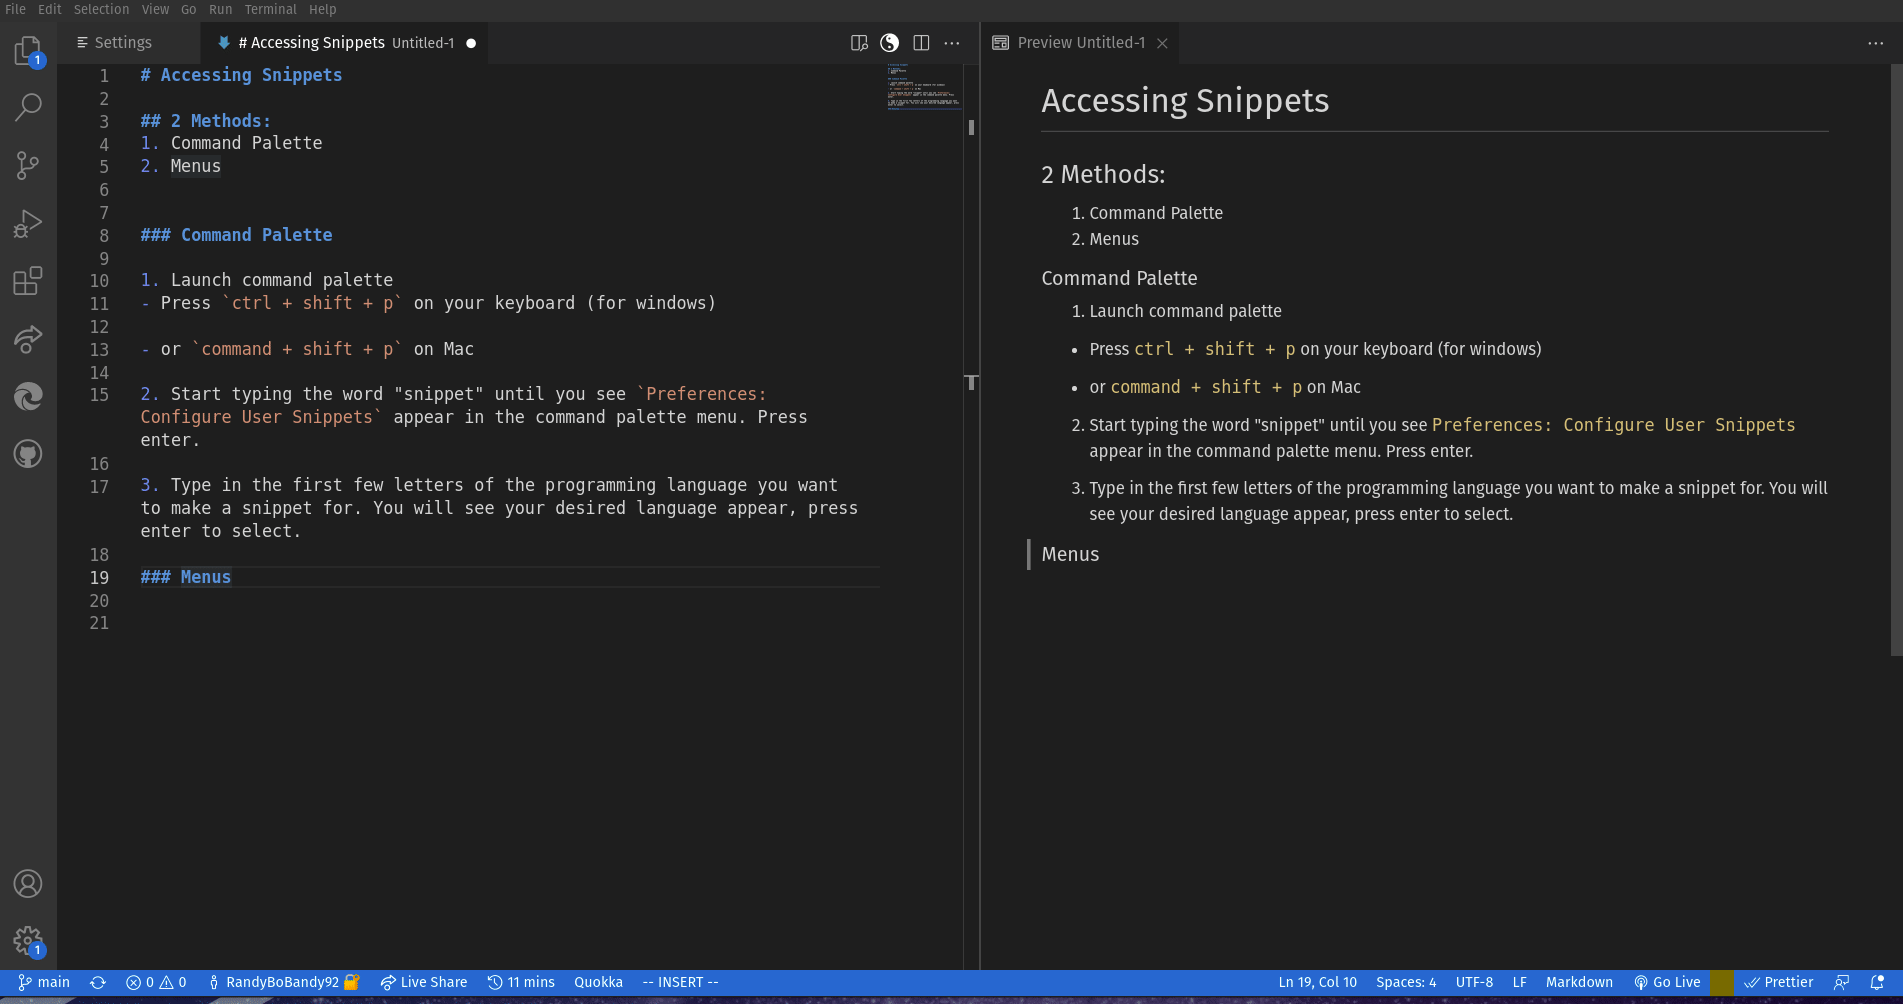 File Edit Selection View Go Run Terminal Help
Settings
# Accessing Snippets Untitled-1
Preview Untitled-1
1
1 # Accessing Snippets
2
3 ## 2 Methods:
4 1. Command Palette
5 2. Menus
6
7
8 ### Command Palette
9
10 1. Launch command palette
11 - Press `ctrl + shift + p` on your keyboard (for windows)
12
13 - or `command + shift + p` on Mac
14
15 2. Start typing the word "snippet" until you see `Preferences:
Configure User Snippets` appear in the command palette menu. Press
enter.
16
17 3. Type in the first few letters of the programming language you want
to make a snippet for. You will see your desired language appear, press
enter to select.
18
19 ### Menus
20
21
Accessing Snippets
2 Methods:
1. Command Palette
2. Menus
Command Palette
1. Launch command palette
• Press ctrl + shift + p on your keyboard (for windows)
• or command + shift + p on Mac
2. Start typing the word "snippet" until you see Preferences: Configure User Snippets
appear in the command palette menu. Press enter.
3. Type in the first few letters of the programming language you want to make a snippet for. You will
see your desired language appear, press enter to select.
Menus
1
main 0 0 RandyBoBandy92 Live Share 11 mins Quokka -- INSERT -- Ln 19, Col 10 Spaces: 4 UTF-8 LF Markdown Go Live Prettier